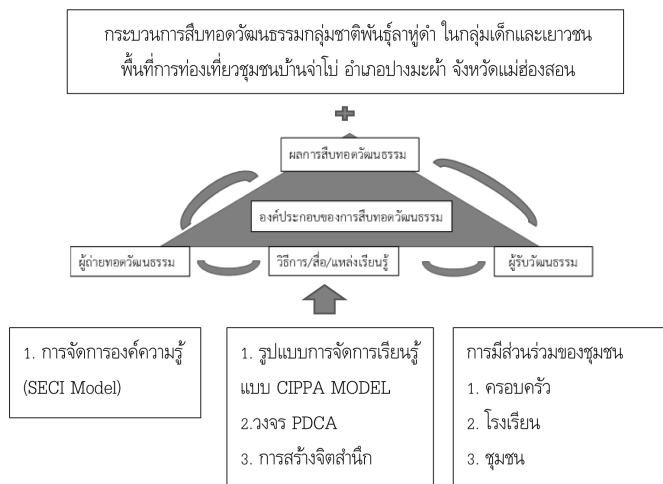 กระบวนการสืบทอดวัฒนธรรมกลุ่มชาติพันธุ์ลาหู่ดำ ในกลุ่มเด็กและเยาวชน
พื้นที่การท่องเที่ยวชุมชนบ้านจ่าโบ่ อำเภอปางมะผ้า จังหวัดแม่ฮ่องสอน
ผลการสืบทอดวัฒนธรรม
องค์ประกอบของการสืบทอดวัฒนธรรม
ผู้ถ่ายทอดวัฒนธรรม
วิธีการ/สื่อ/แหล่งเรียนรู้
ผู้รับวัฒนธรรม
1. การจัดการองค์ความรู้
(SECI Model)
1. รูปแบบการจัดการเรียนรู้
แบบ CIPPA MODEL
2.วงจร PDCA
3. การสร้างจิตสำนึก
การมีส่วนร่วมของชุมชน
1. ครอบครัว
2. โรงเรียน
3. ชุมชน